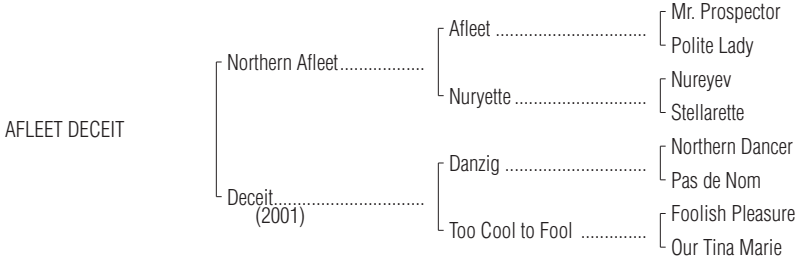 Mr. Prospector
Afleet ................................
Polite Lady
Northern Afleet..................
Nureyev
Nuryette ............................
Stellarette
AFLEET DECEIT
Northern Dancer
Danzig ..............................
Pas de Nom
Deceit................................
(2001)
Foolish Pleasure
Too Cool to Fool ..............
Our Tina Marie